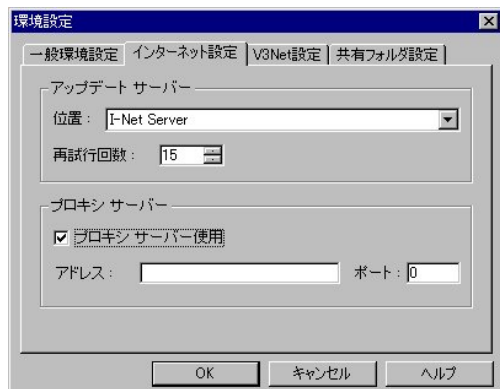 環境設定
一般環境設定 インターネット設定 V3Net設定 共有フォルダ設定
アップデート サーバー
位置： I-Net Server
再試行回数： 15
プロキシ サーバー
プロキシ サーバー使用
アドレス： ポート：0
OK キャンセル ヘルプ